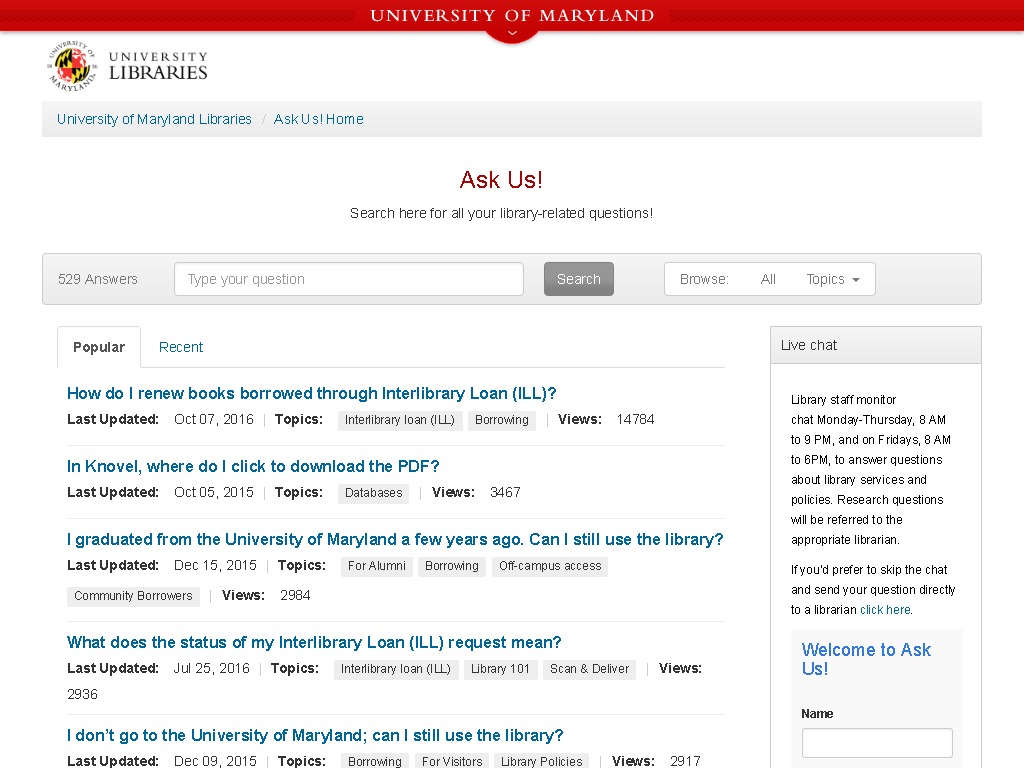 UNIVERSITY OF MARYLAND
UNIVERSITY OF MARYLAND
18 56
UNIVERSITY
LIBRARIES
University of Maryland Libraries / Ask Us! Home
Ask Us!
Search here for all your library-related questions!
529 Answers Type your question Search Browse: All Topics
Popular Recent
How do I renew books borrowed through Interlibrary Loan (ILL)?
Last Updated: Oct 07, 2016 | Topics: Interlibrary loan (ILL) Borrowing | Views: 14784
In Knovel, where do I click to download the PDF?
Last Updated: Oct 05, 2015 | Topics: Databases | Views: 3467
I graduated from the University of Maryland a few years ago. Can I still use the library?
Last Updated: Dec 15, 2015 | Topics: For Alumni Borrowing Off-campus access
Community Borrowers | Views: 2984
What does the status of my Interlibrary Loan (ILL) request mean?
Last Updated: Jul 25, 2016 | Topics: Interlibrary loan (ILL) Library 101 Scan & Deliver | Views:
2936
I don’t go to the University of Maryland; can I still use the library?
Last Updated: Dec 09, 2015 | Topics: Borrowing For Visitors Library Policies | Views: 2917
Live chat
Library staff monitor
chat Monday-Thursday, 8 AM
to 9 PM, and on Fridays, 8 AM
to 6PM, to answer questions
about library services and
policies. Research questions
will be referred to the
appropriate librarian.
If you'd prefer to skip the chat
and send your question directly
to a librarian click here.
Welcome to Ask
Us!
Name